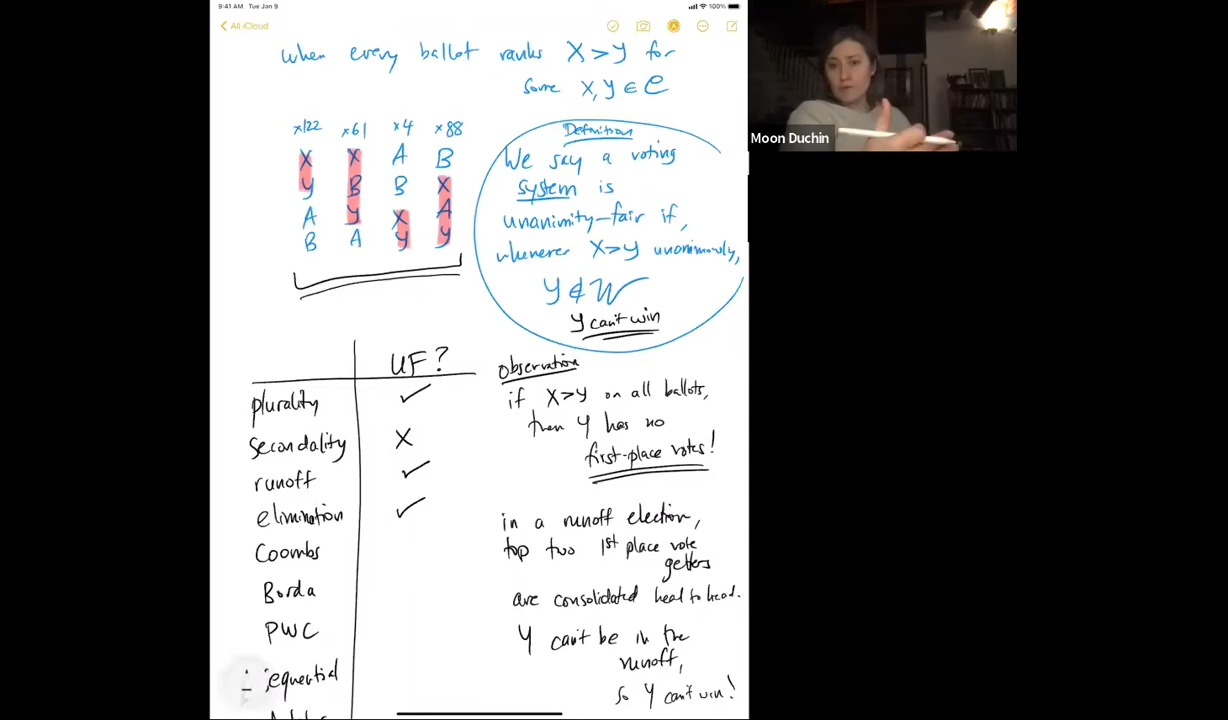 9:41 AM Tue Jan 9
100%
All iCloud
when every ballot ranks X > Y for
some X, Y ∈ C
x122 x61 x4 x88
X X A B
Y B B X
A Y X A
B A Y Y
Definition
We say a voting
system is
unanimity-fair if,
whenever X>Y unanimously,
Y ∉ W
Y can't win
Moon Duchin
UF?
plurality ✓
secondality X
runoff ✓
elimination ✓
Coombs
Borda
PWC
sequential
observation
if X>Y on all ballots,
then Y has no
first-place votes!
in a runoff election,
top two 1st place vote
getters
are consolidated head to head.
Y can't be in the
runoff,
so Y can't win!